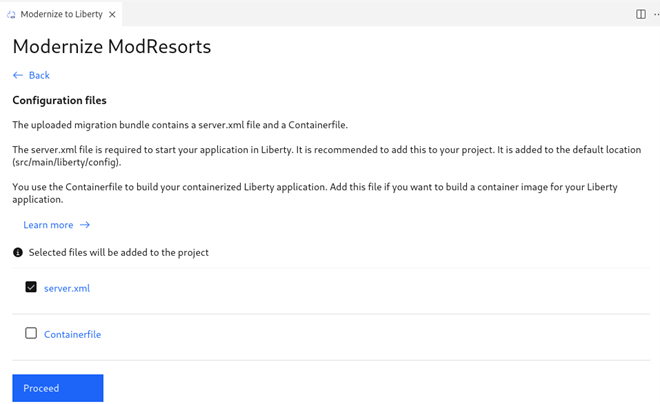 Modernize to Liberty
Modernize ModResorts
Back
Configuration files
The uploaded migration bundle contains a server.xml file and a Containerfile.
The server.xml file is required to start your application in Liberty. It is recommended to add this to your project. It is added to the default location
(src/main/liberty/config).
You use the Containerfile to build your containerized Liberty application. Add this file if you want to build a container image for your Liberty
application.
Learn more
Selected files will be added to the project
server.xml
Containerfile
Proceed